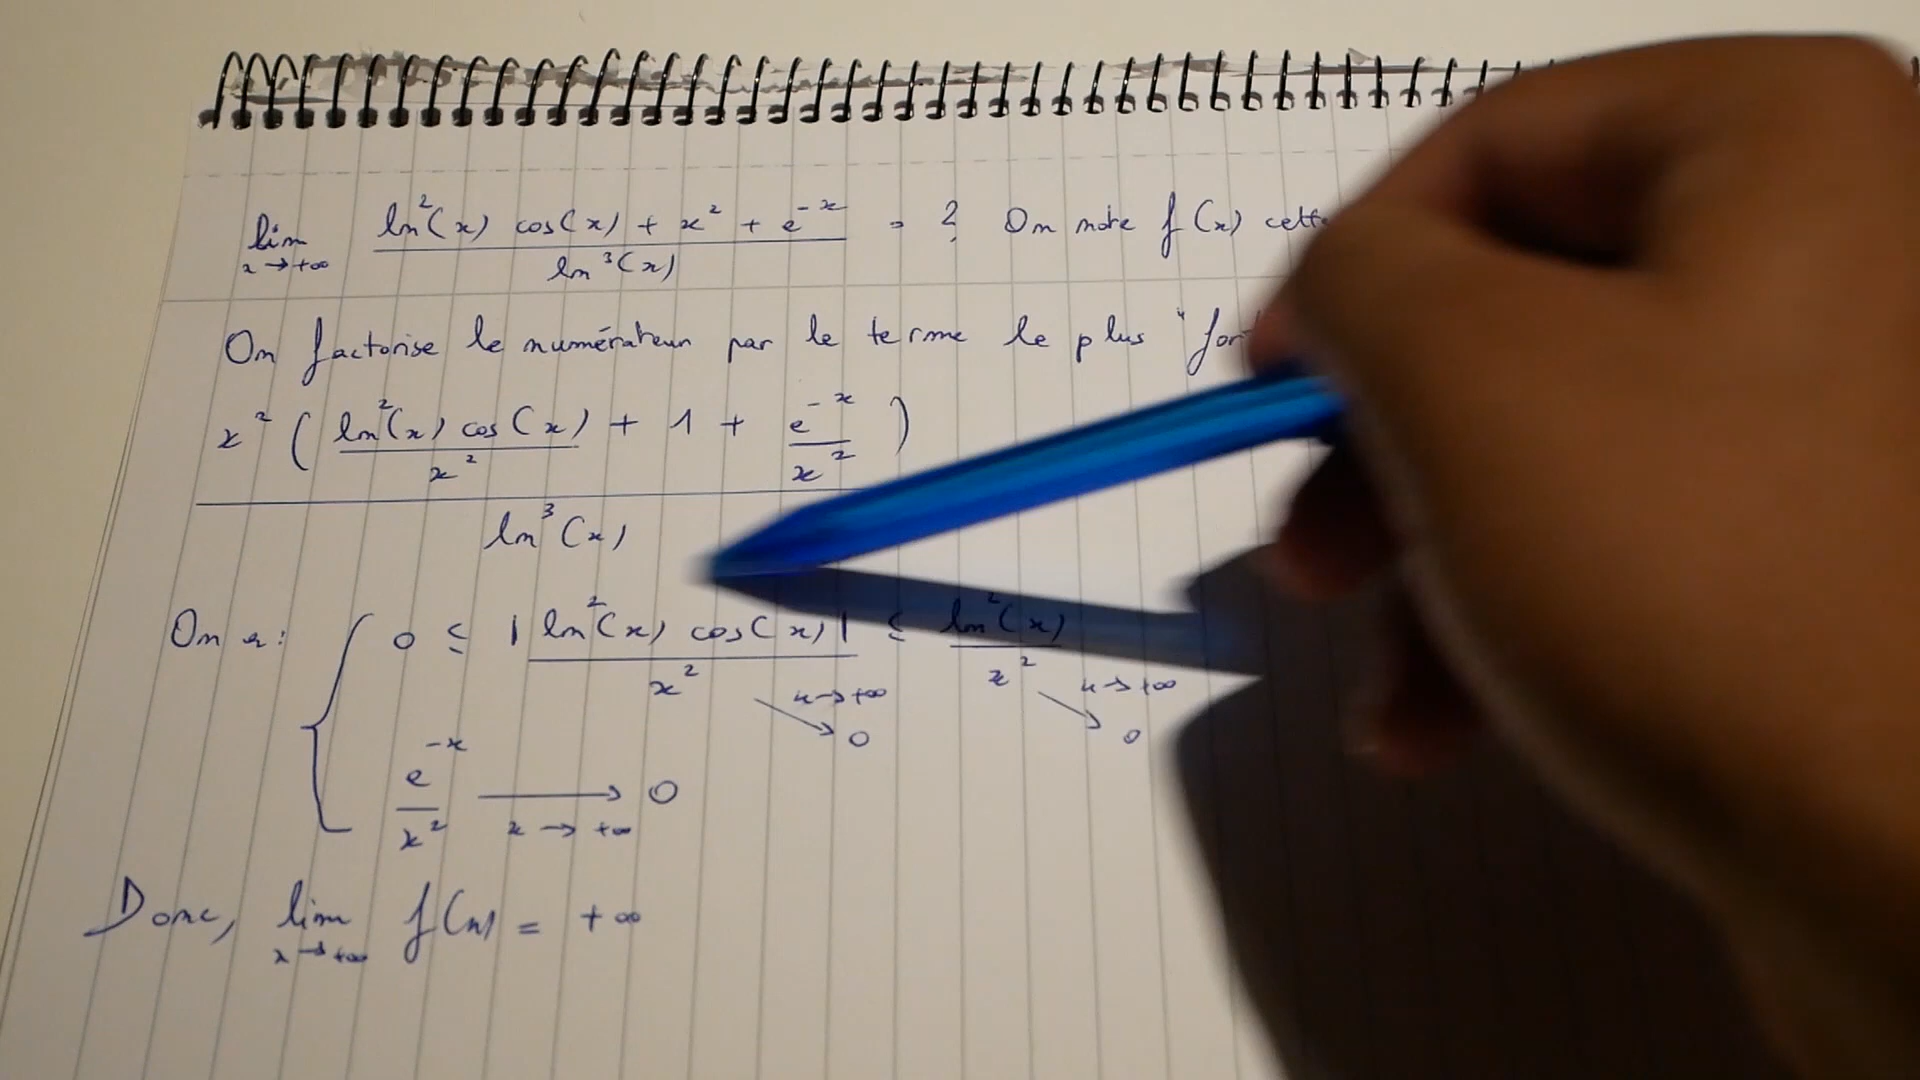 lim x→+∞ (ln²(x) cos(x) + x² + e^{-x}) / ln³(x) = ? On note f(x) cette
On factorise le numérateur par le terme le plus "fort
x² ( ln²(x) cos(x) / x² + 1 + e^{-x} / x² ) / ln³(x)
On a: { 0 ≤ |ln²(x) cos(x)| / x² ≤ ln²(x) / x²
x→+∞ ↘ 0 x→+∞ ↘ 0
e^{-x} / x² ⟶ 0 x→+∞
Donc, lim x→+∞ f(x) = +∞